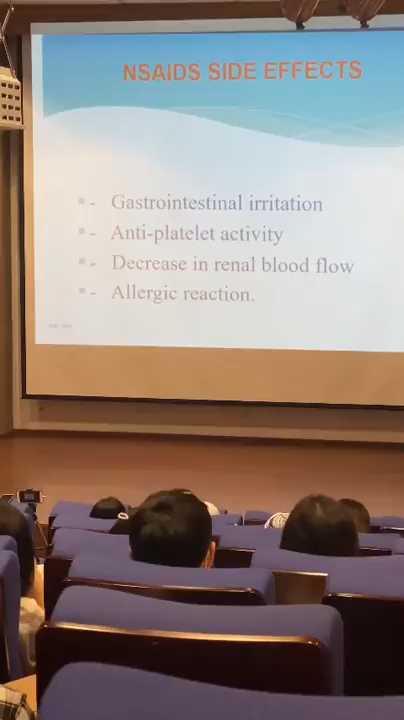 NSAIDS SIDE EFFECTS
- Gastrointestinal irritation
- Anti-platelet activity
- Decrease in renal blood flow
- Allergic reaction.